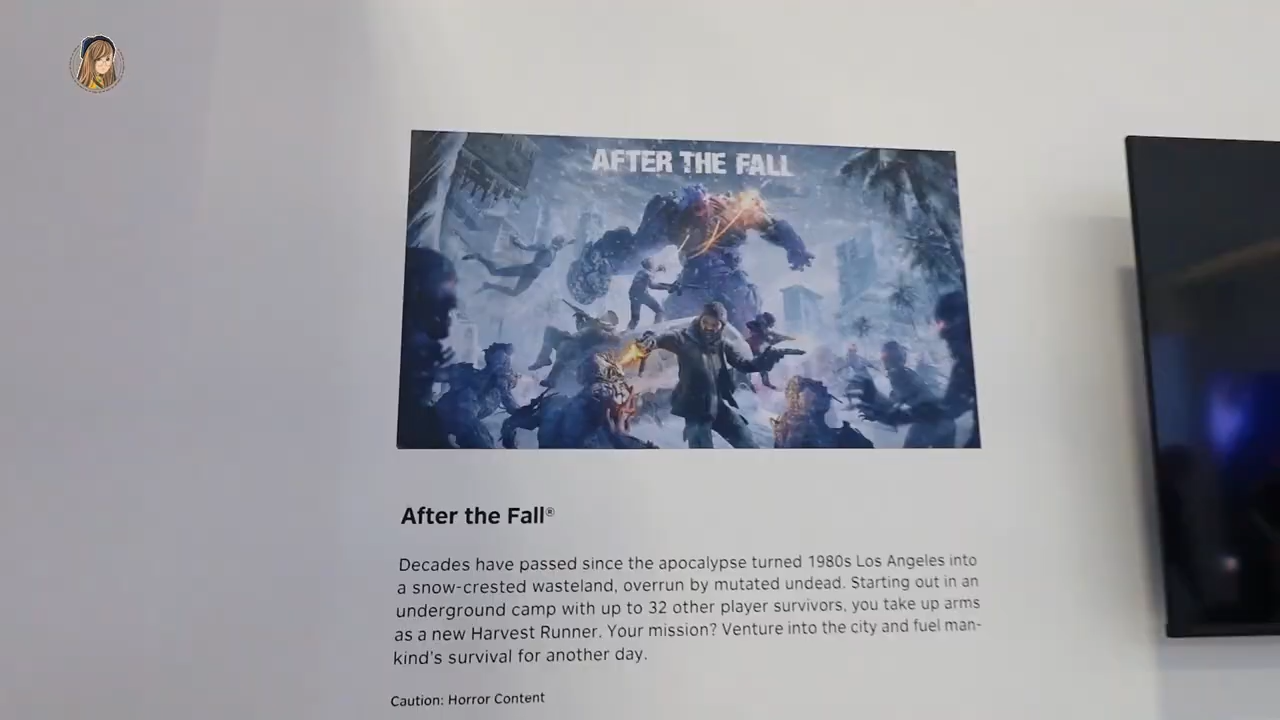 AFTER THE FALL
After the Fall®
Decades have passed since the apocalypse turned 1980s Los Angeles into
a snow-crested wasteland, overrun by mutated undead. Starting out in an
underground camp with up to 32 other player survivors, you take up arms
as a new Harvest Runner. Your mission? Venture into the city and fuel man-
kind's survival for another day.
Caution: Horror Content